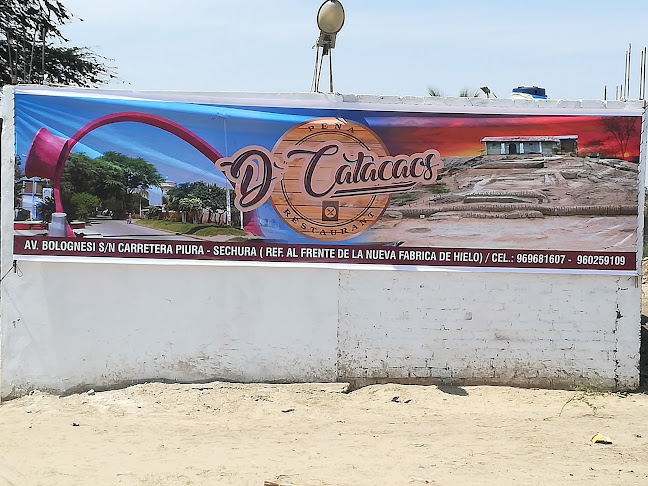 PEÑA
D' Catacaos
RESTAURANT
AV. BOLOGNESI S/N CARRETERA PIURA - SECHURA ( REF. AL FRENTE DE LA NUEVA FABRICA DE HIELO) / CEL.: 969681607 - 960259109